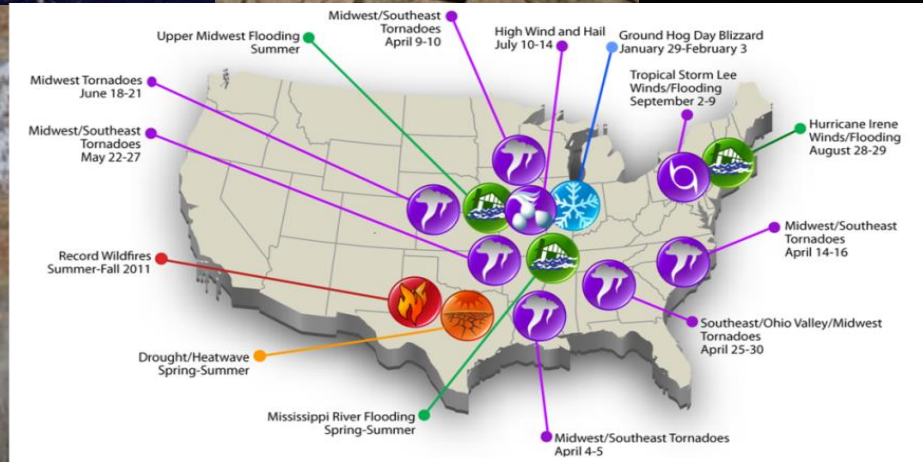 Midwest/Southeast
Tornadoes
April 9-10
High Wind and Hail
July 10-14
Ground Hog Day Blizzard
January 29-February 3
Upper Midwest Flooding
Summer
Tropical Storm Lee
Winds/Flooding
September 2-9
Midwest Tornadoes
June 18-21
Hurricane Irene
Winds/Flooding
August 28-29
Midwest/Southeast
Tornadoes
May 22-27
Midwest/Southeast
Tornadoes
April 14-16
Record Wildfires
Summer-Fall 2011
Southeast/Ohio Valley/Midwest
Tornadoes
April 25-30
Drought/Heatwave
Spring-Summer
Mississippi River Flooding
Spring-Summer
Midwest/Southeast Tornadoes
April 4-5